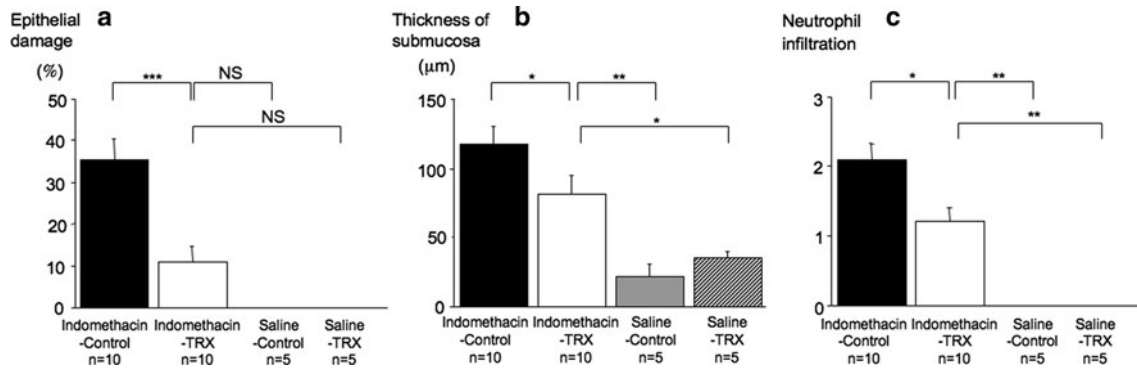 Epithelial
damage
a
(%)
***
NS
NS
50
40
30
20
10
0
Indomethacin
-Control
n=10
Indomethacin
-TRX
n=10
Saline
-Control
n=5
Saline
-TRX
n=5
Thickness of
submucosa
b
(μm)
*
**
*
150
100
50
0
Indomethacin
-Control
n=10
Indomethacin
-TRX
n=10
Saline
-Control
n=5
Saline
-TRX
n=5
Neutrophil
infiltration
c
*
**
**
3
2
1
0
Indomethacin
-Control
n=10
Indomethacin
-TRX
n=10
Saline
-Control
n=5
Saline
-TRX
n=5